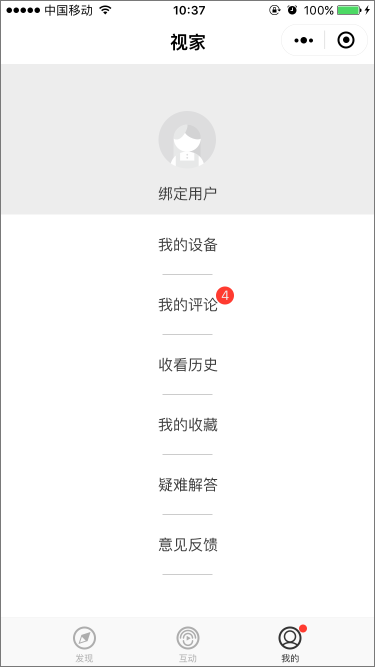 中国移动 10:37 100%
视家
绑定用户
我的设备
我的评论 4
收看历史
我的收藏
疑难解答
意见反馈
发现 互动 我的